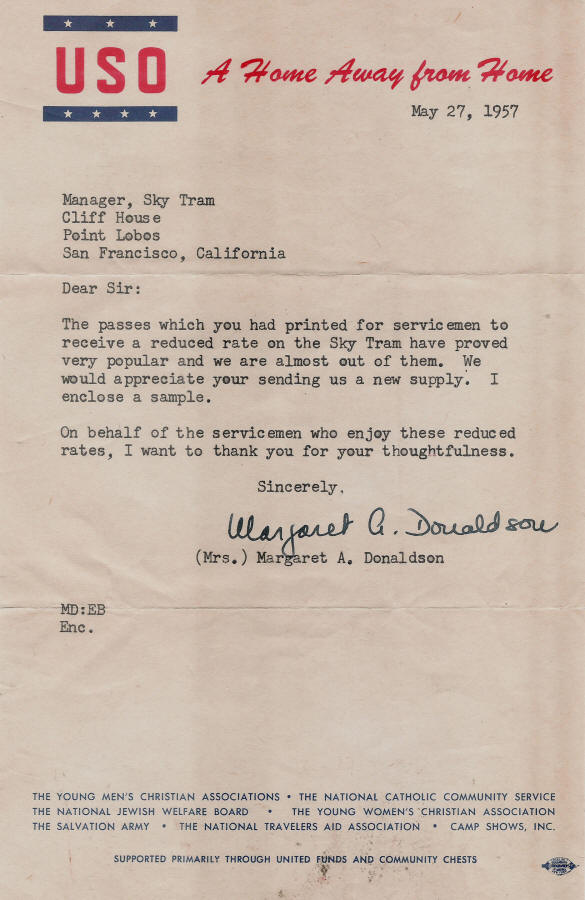 USO
A Home Away from Home
May 27, 1957
Manager, Sky Tram
Cliff House
Point Lobos
San Francisco, California
Dear Sir:
The passes which you had printed for servicemen to
receive a reduced rate on the Sky Tram have proved
very popular and we are almost out of them. We
would appreciate your sending us a new supply. I
enclose a sample.
On behalf of the servicemen who enjoy these reduced
rates, I want to thank you for your thoughtfulness.
Sincerely,
Margaret A. Donaldson
(Mrs.) Margaret A. Donaldson
MD:EB
Enc.
THE YOUNG MEN'S CHRISTIAN ASSOCIATIONS • THE NATIONAL CATHOLIC COMMUNITY SERVICE
THE NATIONAL JEWISH WELFARE BOARD • THE YOUNG WOMEN'S CHRISTIAN ASSOCIATION
THE SALVATION ARMY • THE NATIONAL TRAVELERS AID ASSOCIATION • CAMP SHOWS, INC.
SUPPORTED PRIMARILY THROUGH UNITED FUNDS AND COMMUNITY CHESTS